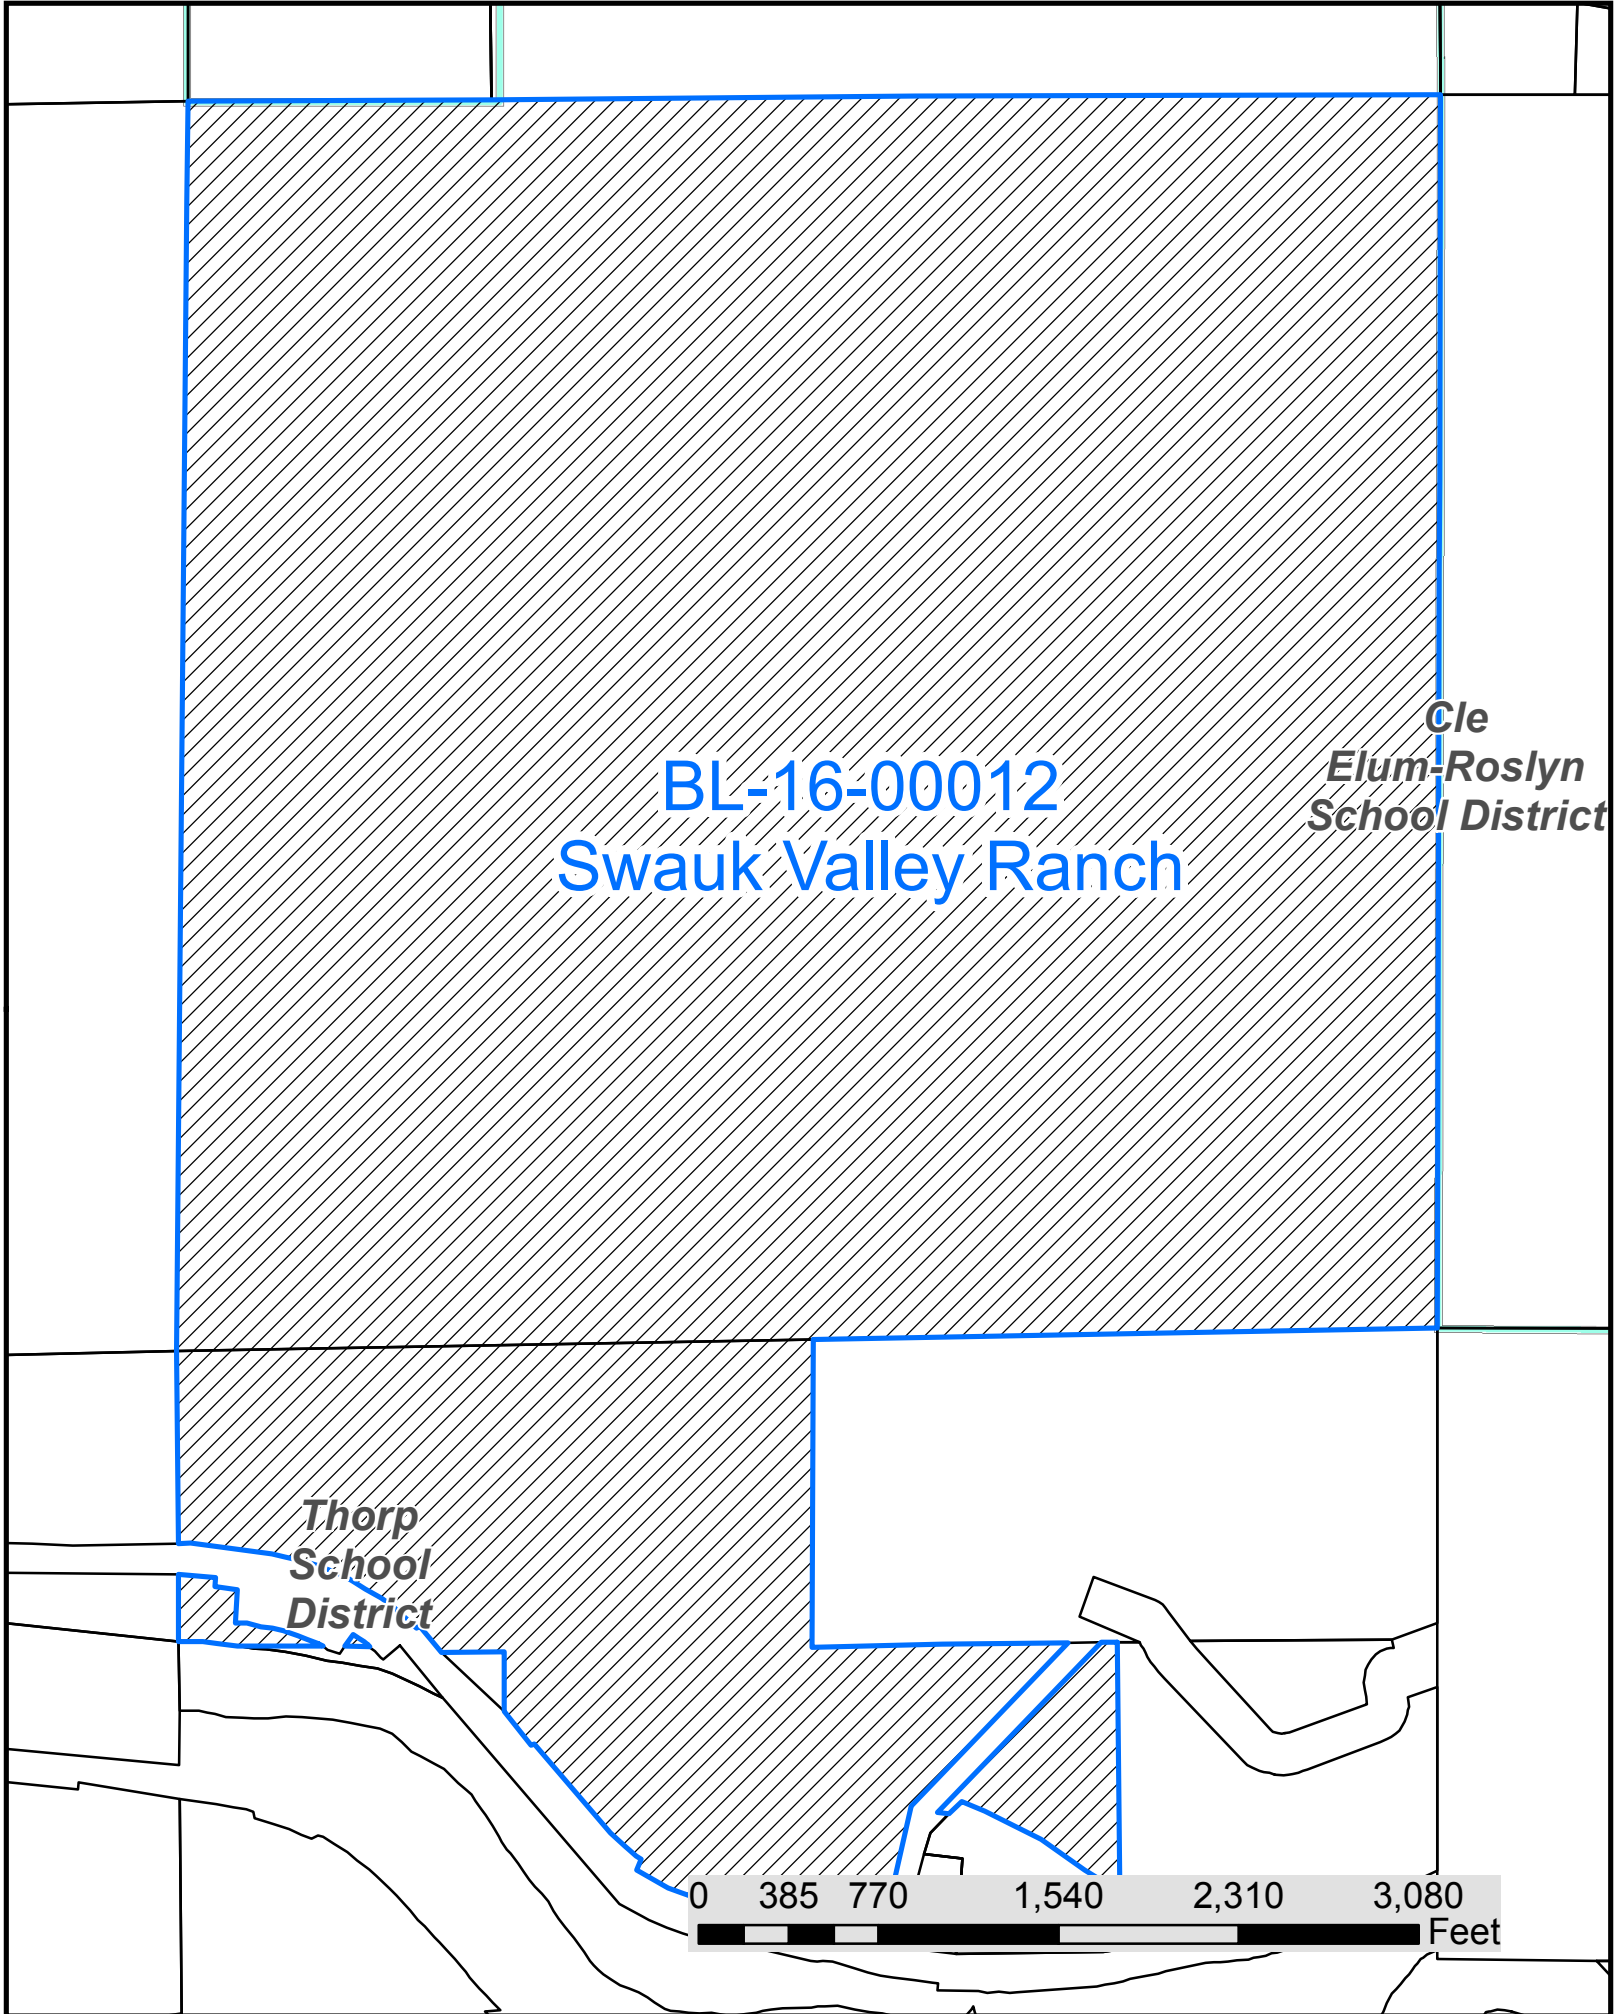 Cle
Elum-Roslyn
School District
BL-16-00012
Swauk Valley Ranch
Thorp
School
District
0 385 770 1,540 2,310 3,080
Feet